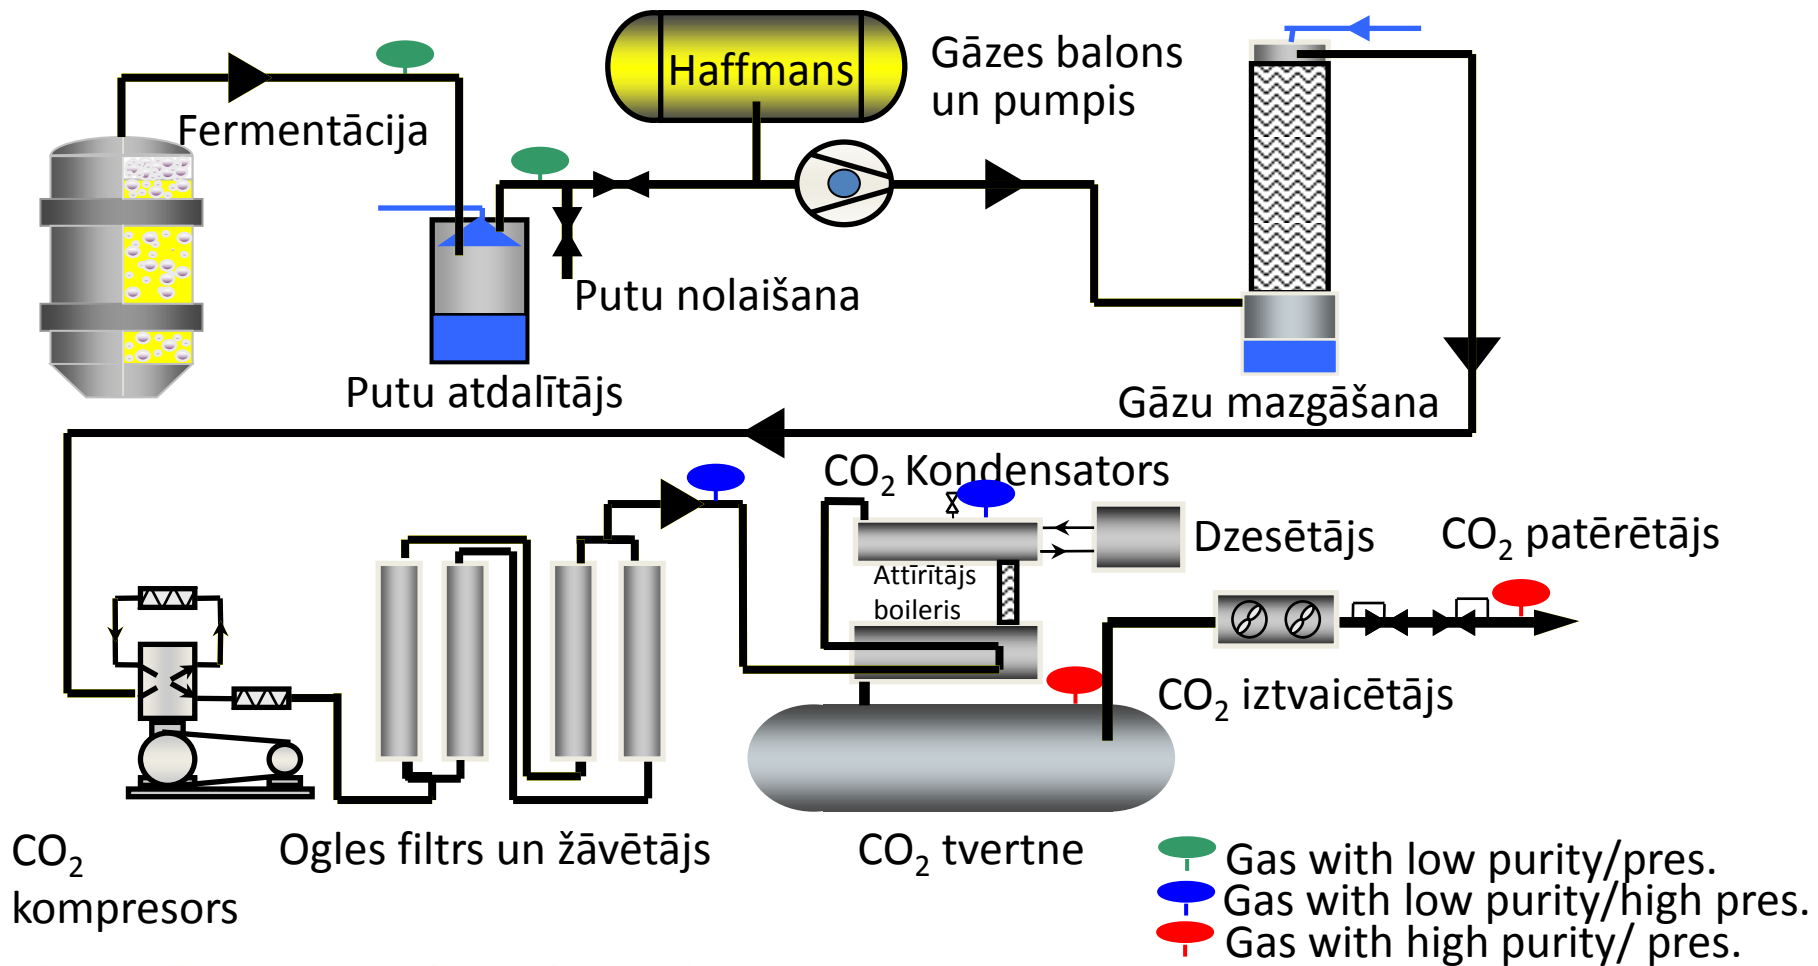 Haffmans
Gāzes balons
un pumpis
Fermentācija
Putu nolaišana
Putu atdalītājs
Gāzu mazgāšana
CO₂ Kondensators
Dzesētājs
CO₂ patērētājs
Attīrītājs
boileris
CO₂ iztvaicētājs
CO₂
kompresors
Ogles filtrs un žāvētājs
CO₂ tvertne
Gas with low purity/pres.
Gas with low purity/high pres.
Gas with high purity/ pres.